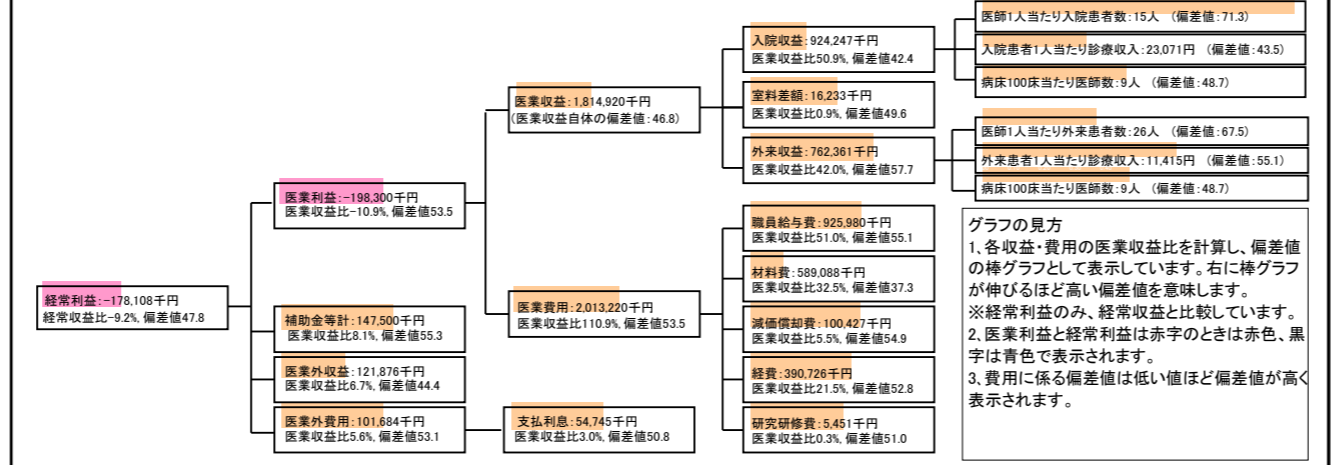 経常利益:-178,108千円
経常収益比-9.2%, 偏差値47.8
医業利益:-198,300千円
医業収益比-10.9%, 偏差値53.5
補助金等計:147,500千円
医業収益比8.1%, 偏差値55.3
医業外収益:121,876千円
医業収益比6.7%, 偏差値44.4
医業外費用:101,684千円
医業収益比5.6%, 偏差値53.1
医業収益:1,814,920千円
(医業収益自体の偏差値:46.8)
医業費用:2,013,220千円
医業収益比110.9%, 偏差値53.5
支払利息:54,745千円
医業収益比3.0%, 偏差値50.8
入院収益:924,247千円
医業収益比50.9%, 偏差値42.4
室料差額:16,233千円
医業収益比0.9%, 偏差値49.6
外来収益:762,361千円
医業収益比42.0%, 偏差値57.7
職員給与費:925,980千円
医業収益比51.0%, 偏差値55.1
材料費:589,088千円
医業収益比32.5%, 偏差値37.3
減価償却費:100,427千円
医業収益比5.5%, 偏差値54.9
経費:390,726千円
医業収益比21.5%, 偏差値52.8
研究研修費:5,451千円
医業収益比0.3%, 偏差値51.0
医師1人当たり入院患者数:15人 (偏差値:71.3)
入院患者1人当たり診療収入:23,071円 (偏差値:43.5)
病床100床当たり医師数:9人 (偏差値:48.7)
医師1人当たり外来患者数:26人 (偏差値:67.5)
外来患者1人当たり診療収入:11,415円 (偏差値:55.1)
病床100床当たり医師数:9人 (偏差値:48.7)
グラフの見方
1、各収益・費用の医業収益比を計算し、偏差値
の棒グラフとして表示しています。右に棒グラフ
が伸びるほど高い偏差値を意味します。
※経常利益のみ、経常収益と比較しています。
2、医業利益と経常利益は赤字のときは赤色、黒
字は青色で表示されます。
3、費用に係る偏差値は低い値ほど偏差値が高く
表示されます。